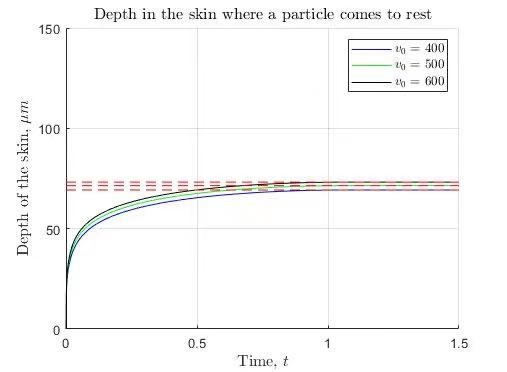 Depth in the skin where a particle comes to rest
150
100
50
0
Depth of the skin, μm
v₀ = 400
v₀ = 500
v₀ = 600
0 0.5 1 1.5
Time, t